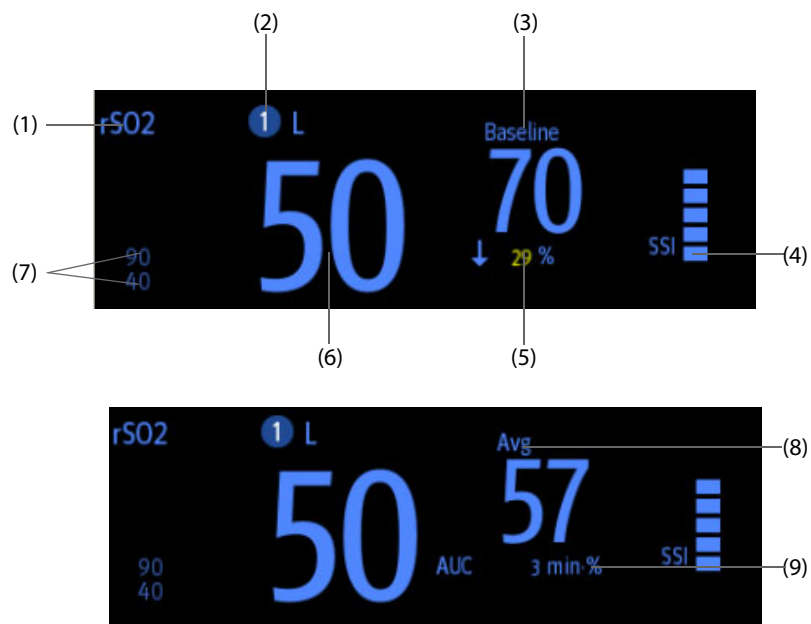 (2)
(3)
(1)
rSO2
1 L
Baseline
50
70
(7)
90
40
↓ 29 %
SSI
(4)
(6)
(5)
rSO2
1 L
Avg
(8)
50
57
90
40
AUC
3 min·%
SSI
(9)